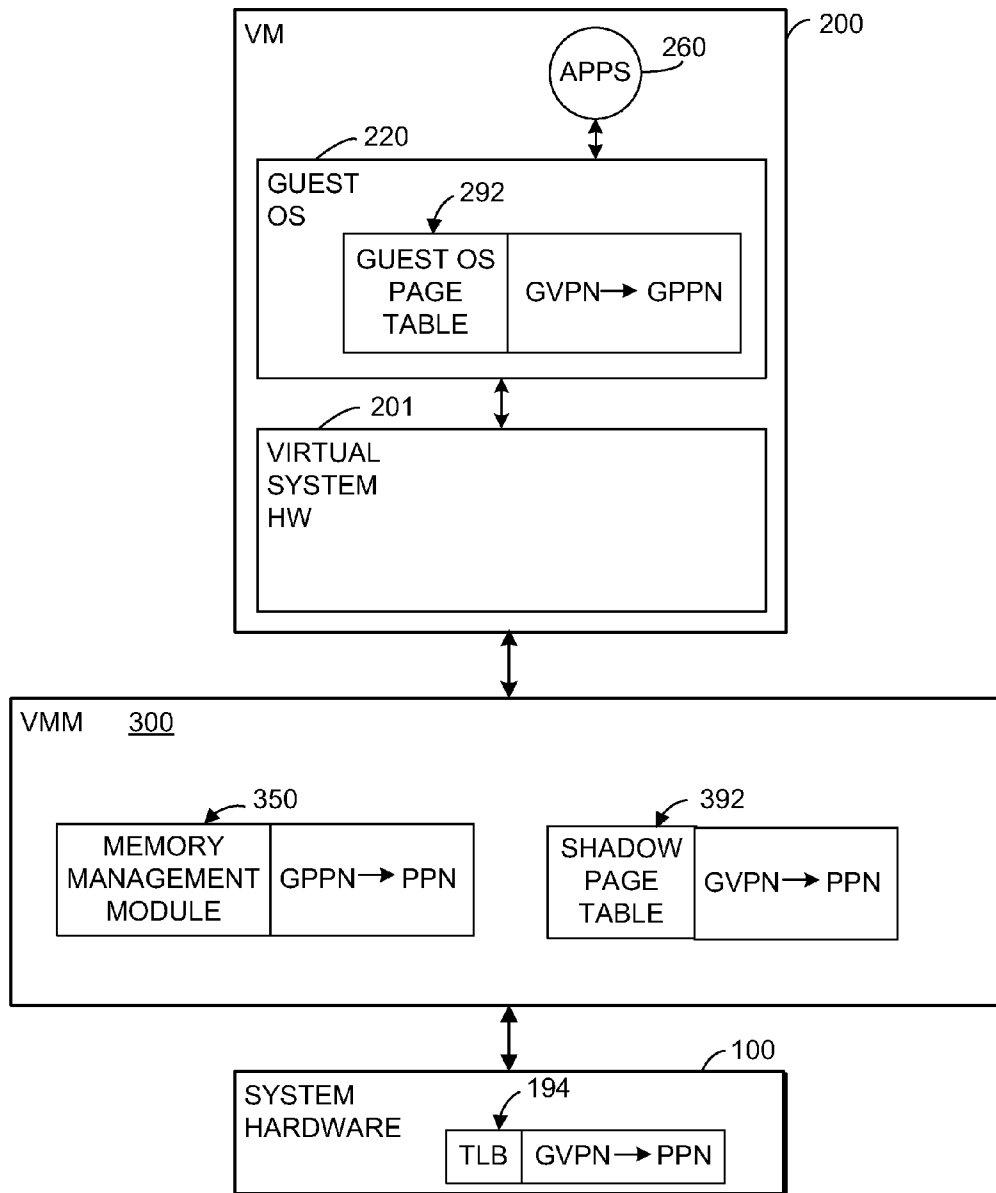 VM
200
APPS
260
220
GUEST
OS
292
GUEST OS
PAGE
TABLE
GVPN → GPPN
201
VIRTUAL
SYSTEM
HW
VMM 300
350
MEMORY
MANAGEMENT
MODULE
GPPN → PPN
392
SHADOW
PAGE
TABLE
GVPN → PPN
100
SYSTEM
HARDWARE
194
TLB
GVPN → PPN